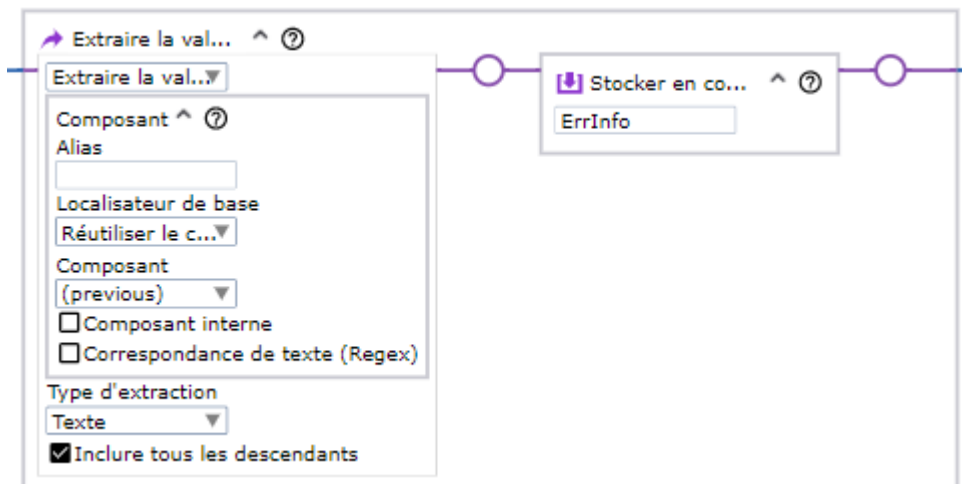 Extraire la val...
Extraire la val...
Composant
Alias
Localisateur de base
Réutiliser le c...
Composant
(previous)
Composant interne
Correspondance de texte (Regex)
Type d'extraction
Texte
Inclure tous les descendants
Stocker en co...
ErrInfo